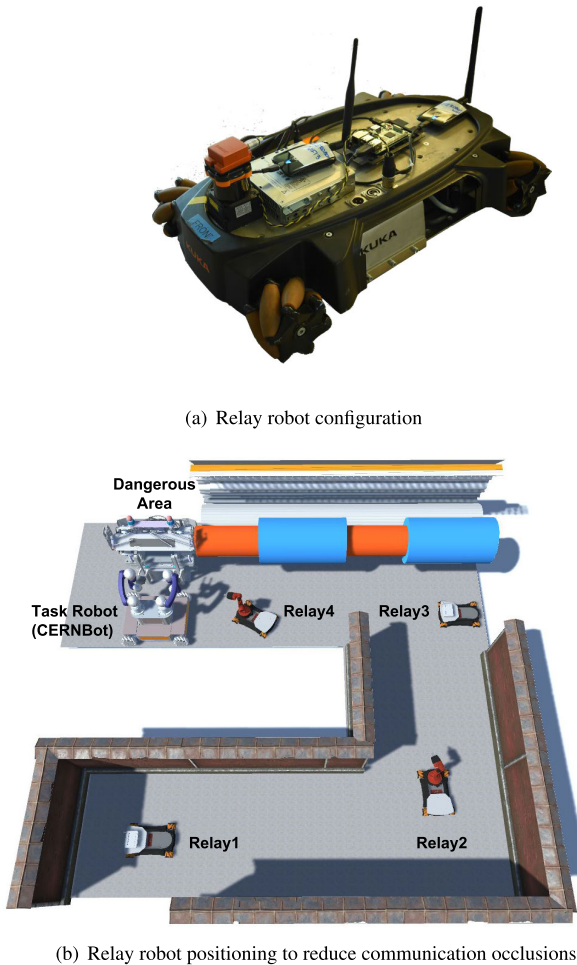 FRONT
KUKA
KUKA
(a) Relay robot configuration
Dangerous
Area
Task Robot
(CERNBot)
Relay4
Relay3
Relay1
Relay2
(b) Relay robot positioning to reduce communication occlusions